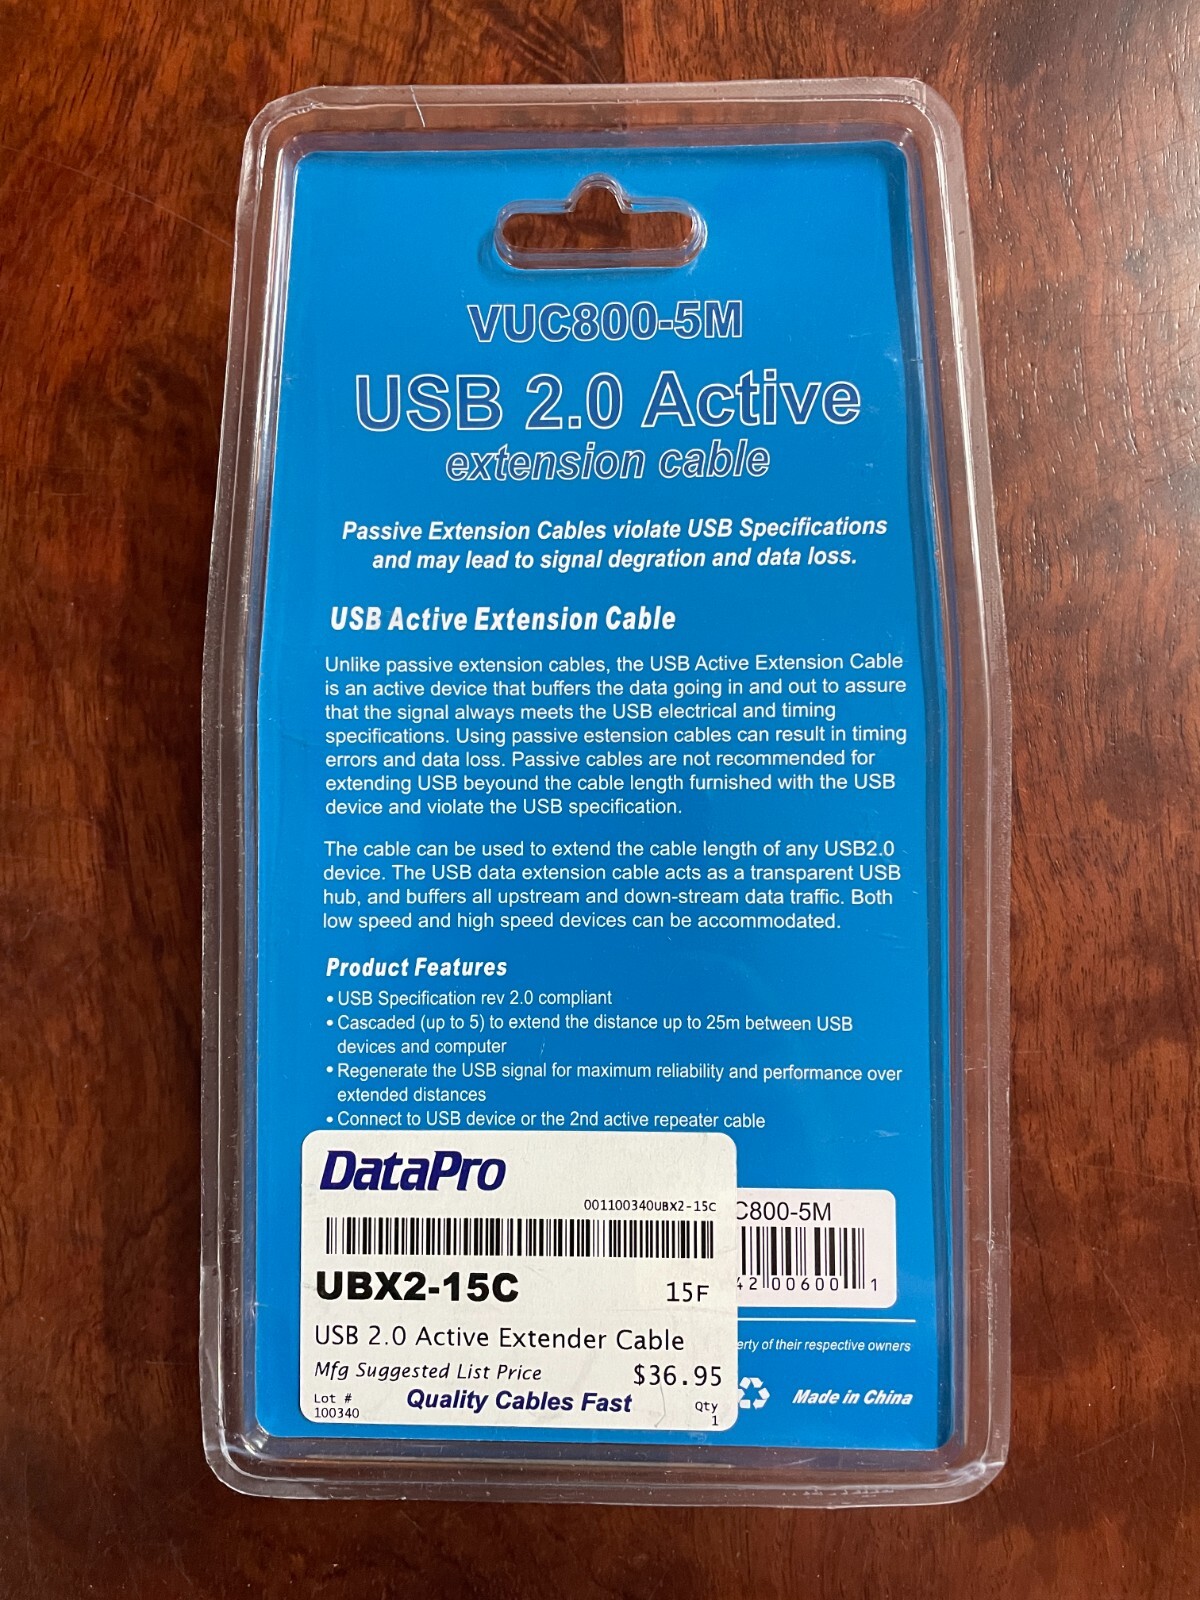 VUC800-5M
USB 2.0 Active
extension cable
Passive Extension Cables violate USB Specifications
and may lead to signal degration and data loss.
USB Active Extension Cable
Unlike passive extension cables, the USB Active Extension Cable
is an active device that buffers the data going in and out to assure
that the signal always meets the USB electrical and timing
specifications. Using passive estension cables can result in timing
errors and data loss. Passive cables are not recommended for
extending USB beyound the cable length furnished with the USB
device and violate the USB specification.
The cable can be used to extend the cable length of any USB2.0
device. The USB data extension cable acts as a transparent USB
hub, and buffers all upstream and down-stream data traffic. Both
low speed and high speed devices can be accommodated.
Product Features
• USB Specification rev 2.0 compliant
• Cascaded (up to 5) to extend the distance up to 25m between USB
devices and computer
• Regenerate the USB signal for maximum reliability and performance over
extended distances
• Connect to USB device or the 2nd active repeater cable
DataPro
001100340UBX2-15C
C800-5M
42 00600 1
UBX2-15C 15F
USB 2.0 Active Extender Cable
erty of their respective owners
Mfg Suggested List Price $36.95
Lot # Quality Cables Fast Qty
100340 1
Made in China